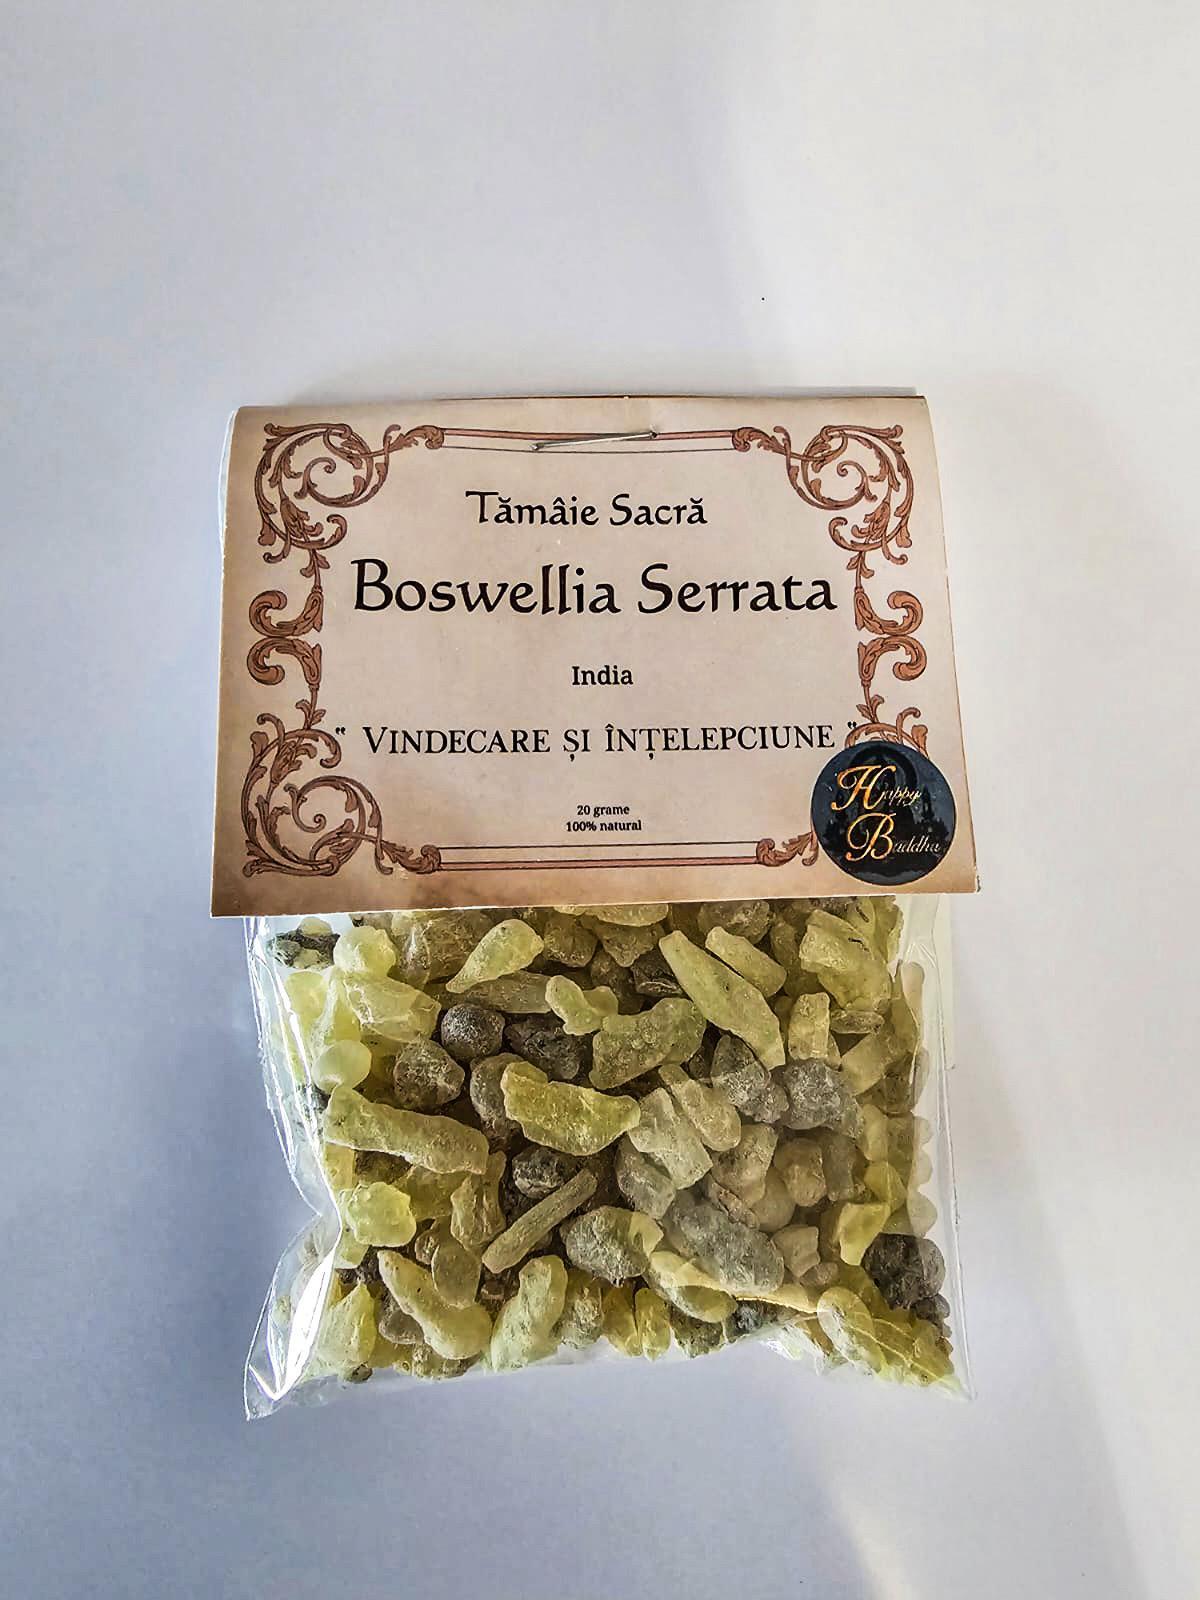 Tămâie Sacră
Boswellia Serrata
India
" VINDECARE ȘI ÎNȚELEPCIUNE "
20 grame
100% natural
Happy
Buddha